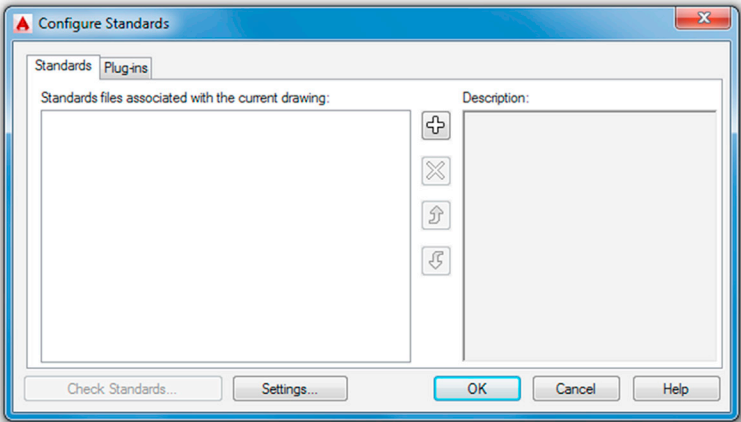 Configure Standards
Standards Plug-ins
Standards files associated with the current drawing: Description:
Check Standards... Settings... OK Cancel Help